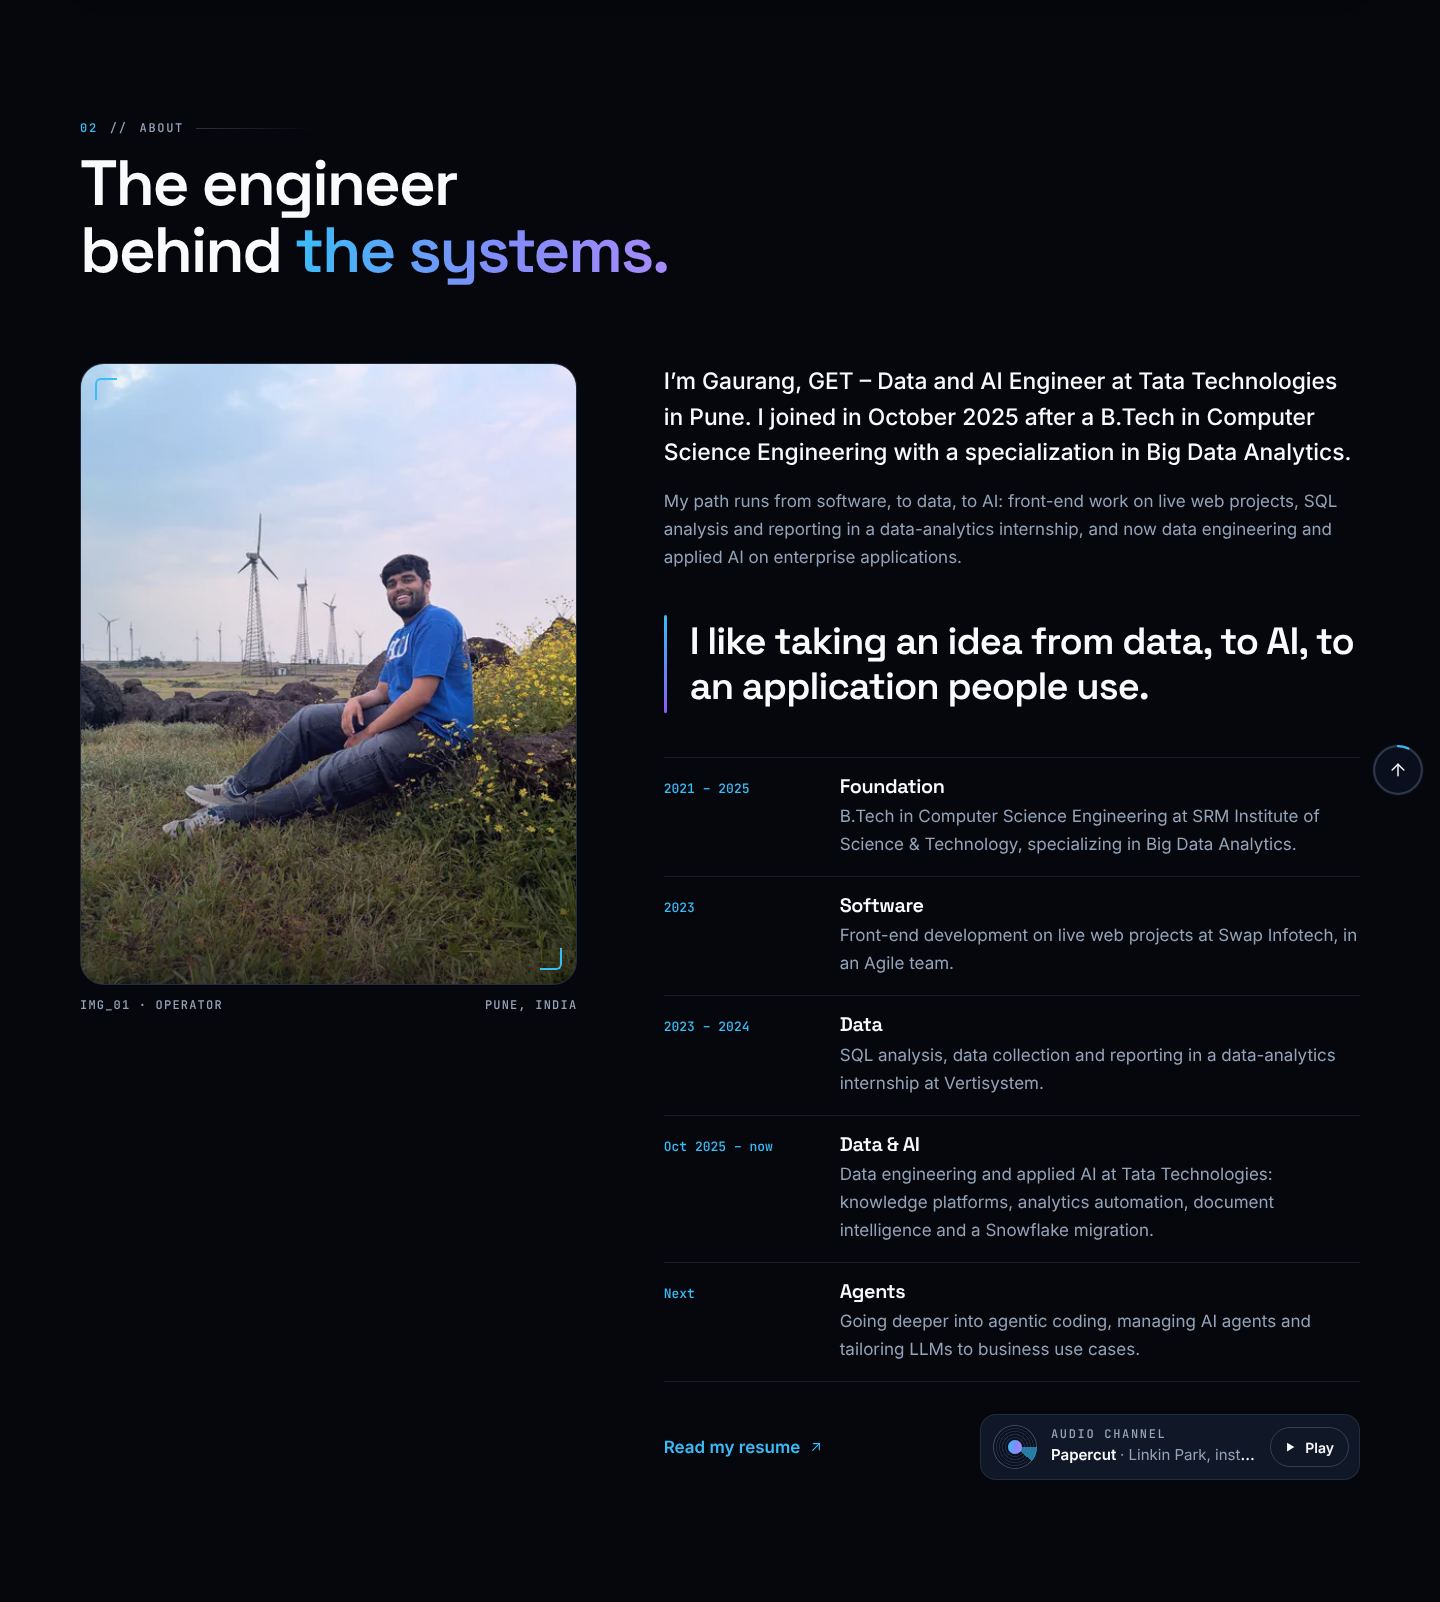 02 // ABOUT
The engineer
behind the systems.
I’m Gaurang, GET – Data and AI Engineer at Tata Technologies
in Pune. I joined in October 2025 after a B.Tech in Computer
Science Engineering with a specialization in Big Data Analytics.
My path runs from software, to data, to AI: front-end work on live web projects, SQL
analysis and reporting in a data-analytics internship, and now data engineering and
applied AI on enterprise applications.
I like taking an idea from data, to AI, to
an application people use.
2021 – 2025
Foundation
B.Tech in Computer Science Engineering at SRM Institute of
Science & Technology, specializing in Big Data Analytics.
2023
Software
Front-end development on live web projects at Swap Infotech, in
an Agile team.
2023 – 2024
Data
SQL analysis, data collection and reporting in a data-analytics
internship at Vertisystem.
Oct 2025 – now
Data & AI
Data engineering and applied AI at Tata Technologies:
knowledge platforms, analytics automation, document
intelligence and a Snowflake migration.
Next
Agents
Going deeper into agentic coding, managing AI agents and
tailoring LLMs to business use cases.
IMG_01 · OPERATOR
PUNE, INDIA
Read my resume
AUDIO CHANNEL
Papercut · Linkin Park, inst...
Play